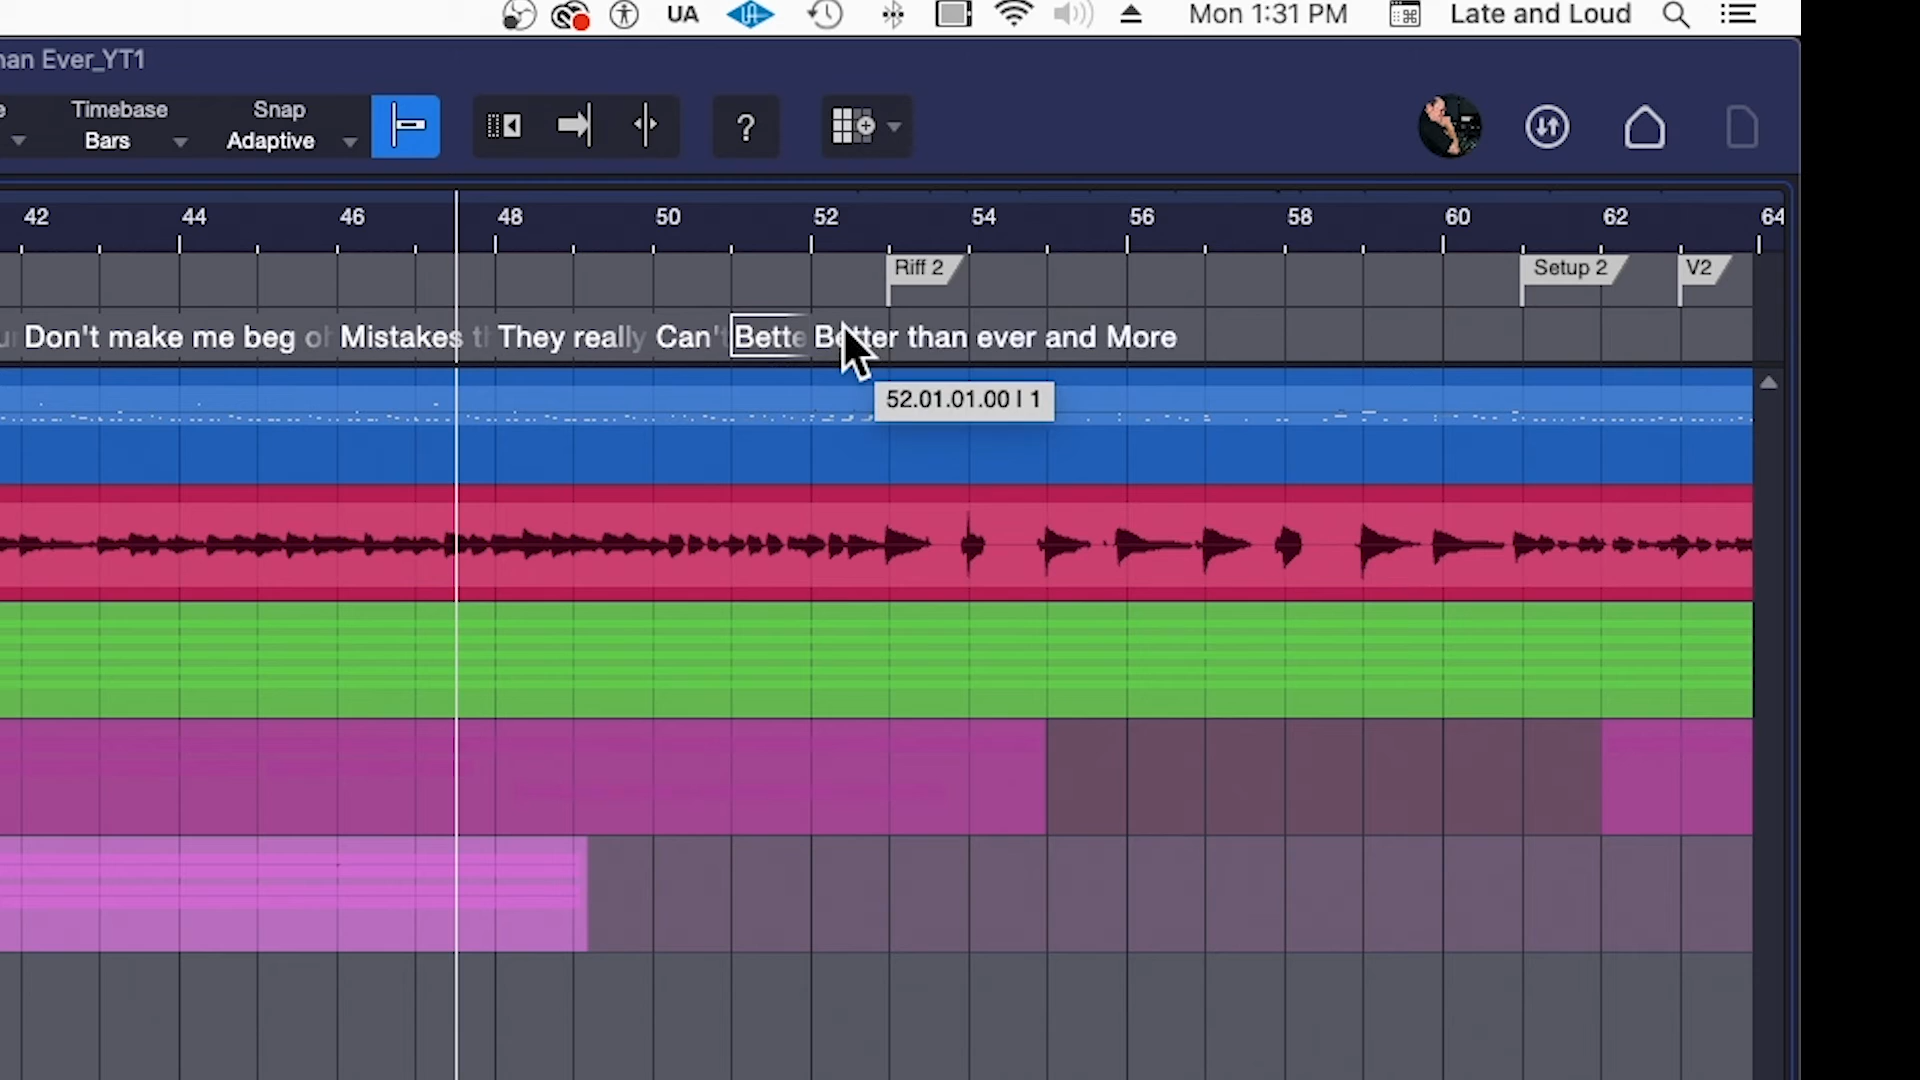 UA Mon 1:31 PM Late and Loud
han Ever_YT1
Timebase Snap
Bars Adaptive
?
42 44 46 48 50 52 54 56 58 60 62 64
Riff 2 Setup 2 V2
Don't make me beg Mistakes They really Can't Bette Better than ever and More
52.01.01.00 | 1